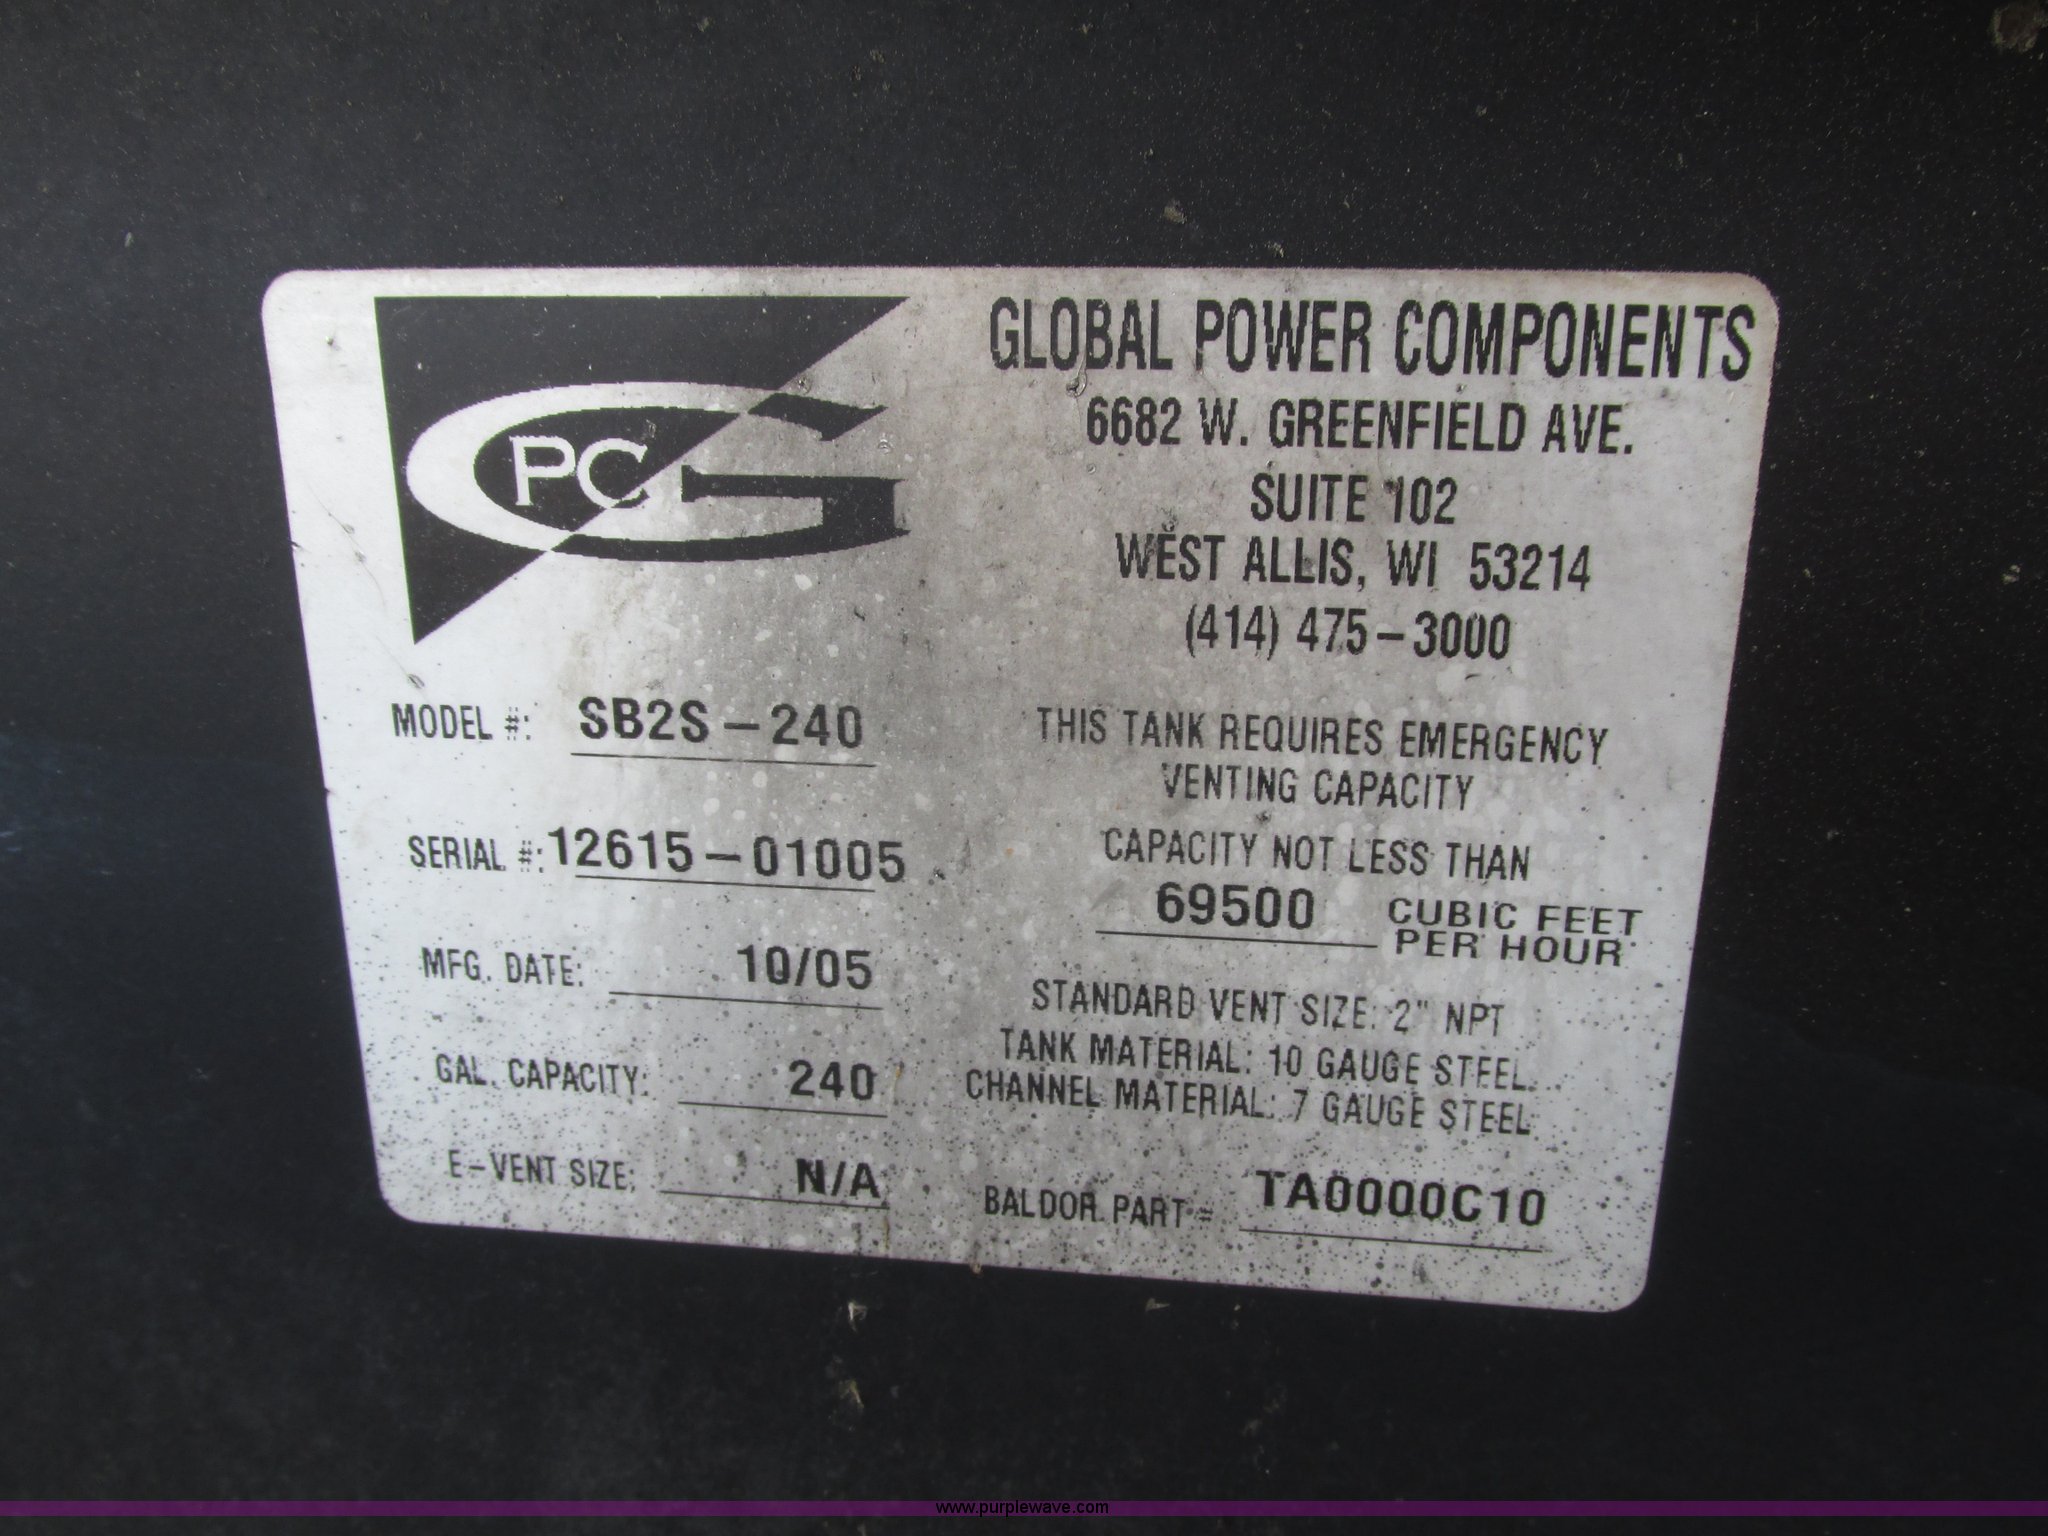 GPC
GLOBAL POWER COMPONENTS
6682 W. GREENFIELD AVE.
SUITE 102
WEST ALLIS, WI 53214
(414) 475-3000
MODEL #: SB2S-240
SERIAL #: 12615-01005
MFG. DATE: 10/05
GAL. CAPACITY: 240
E-VENT SIZE: N/A
THIS TANK REQUIRES EMERGENCY
VENTING CAPACITY
CAPACITY NOT LESS THAN
69500 CUBIC FEET
PER HOUR
STANDARD VENT SIZE: 2" NPT
TANK MATERIAL: 10 GAUGE STEEL
CHANNEL MATERIAL: 7 GAUGE STEEL
BALDOR PART# TA0000C10
www.purplewave.com